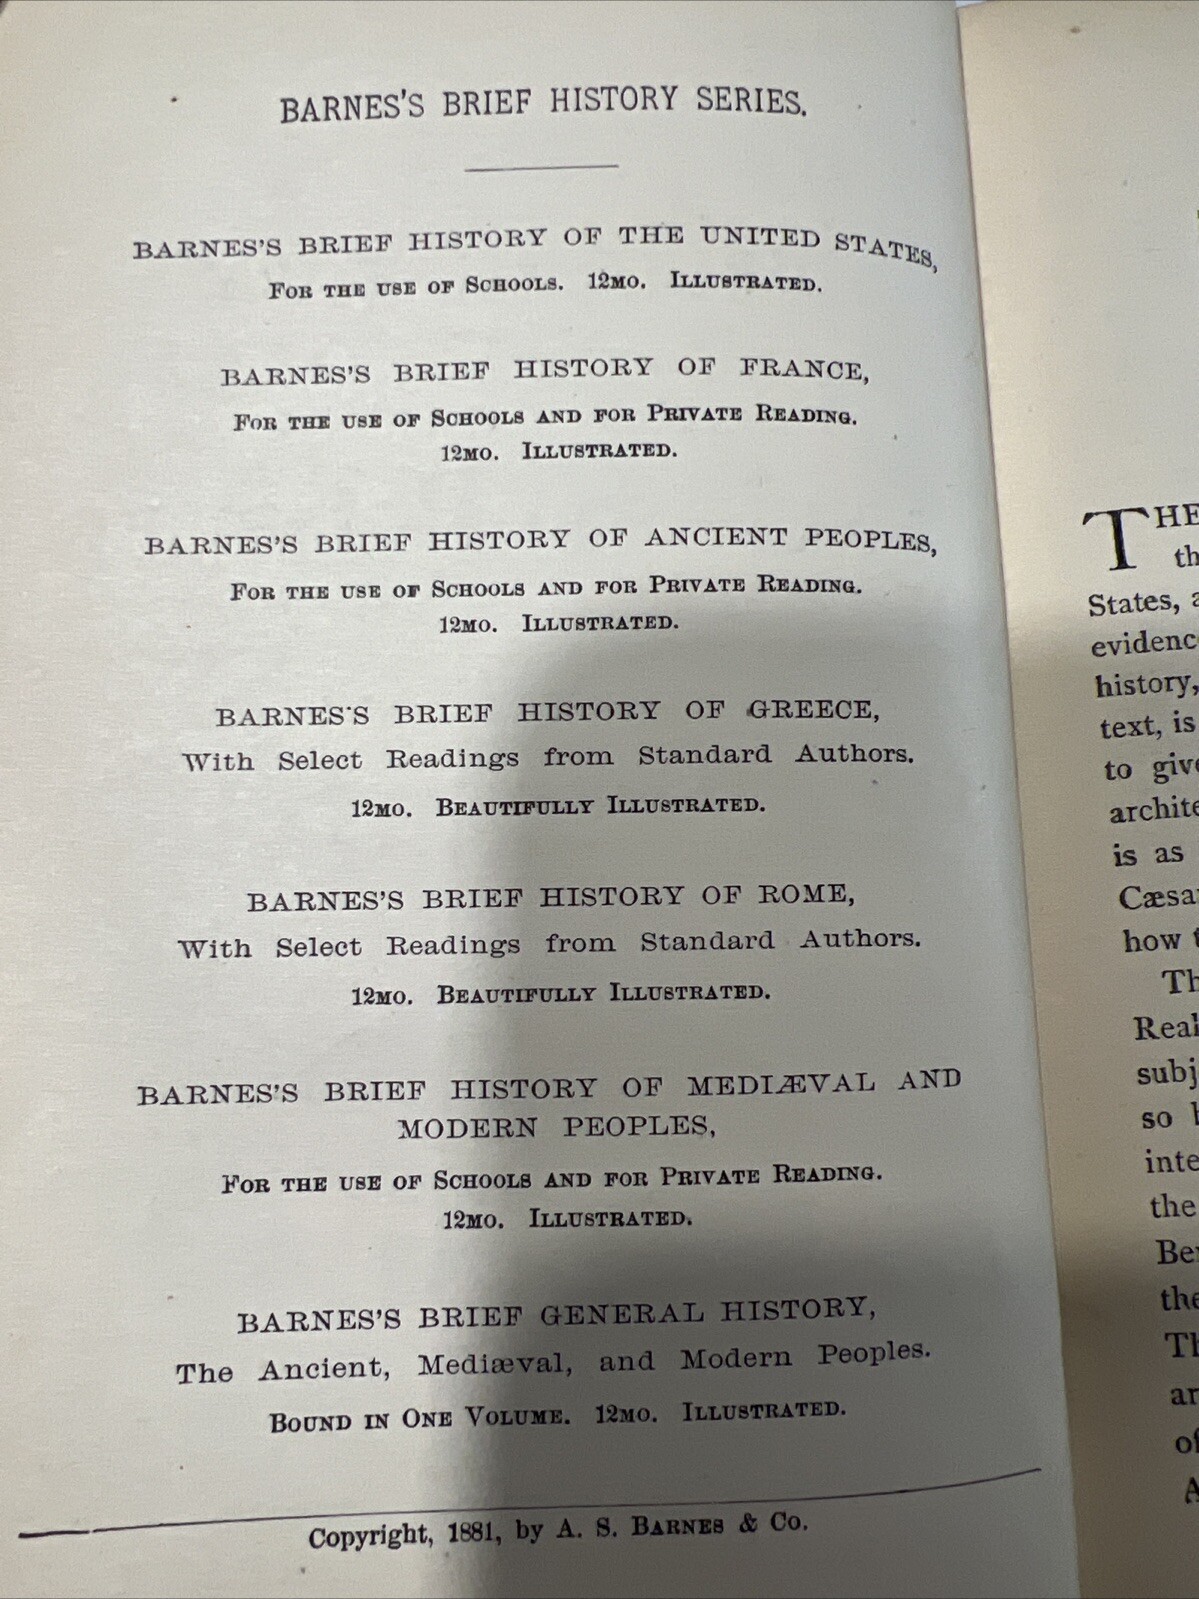 BARNES'S BRIEF HISTORY SERIES.
BARNES'S BRIEF HISTORY OF THE UNITED STATES,
FOR THE USE OF SCHOOLS. 12MO. ILLUSTRATED.
BARNES'S BRIEF HISTORY OF FRANCE,
FOR THE USE OF SCHOOLS AND FOR PRIVATE READING.
12MO. ILLUSTRATED.
BARNES'S BRIEF HISTORY OF ANCIENT PEOPLES,
FOR THE USE OF SCHOOLS AND FOR PRIVATE READING.
12MO. ILLUSTRATED.
BARNES'S BRIEF HISTORY OF GREECE,
With Select Readings from Standard Authors.
12MO. BEAUTIFULLY ILLUSTRATED.
BARNES'S BRIEF HISTORY OF ROME,
With Select Readings from Standard Authors.
12MO. BEAUTIFULLY ILLUSTRATED.
BARNES'S BRIEF HISTORY OF MEDIÆVAL AND
MODERN PEOPLES,
FOR THE USE OF SCHOOLS AND FOR PRIVATE READING.
12MO. ILLUSTRATED.
BARNES'S BRIEF GENERAL HISTORY,
The Ancient, Mediæval, and Modern Peoples.
BOUND IN ONE VOLUME. 12MO. ILLUSTRATED.
Copyright, 1881, by A. S. BARNES & Co.
THE
th
States, a
evidenc
history,
text, is
to giv
archite
is as
Cæsa
how t
Th
Real
subj
so
inte
the
Be
the
Th
ar
of
A